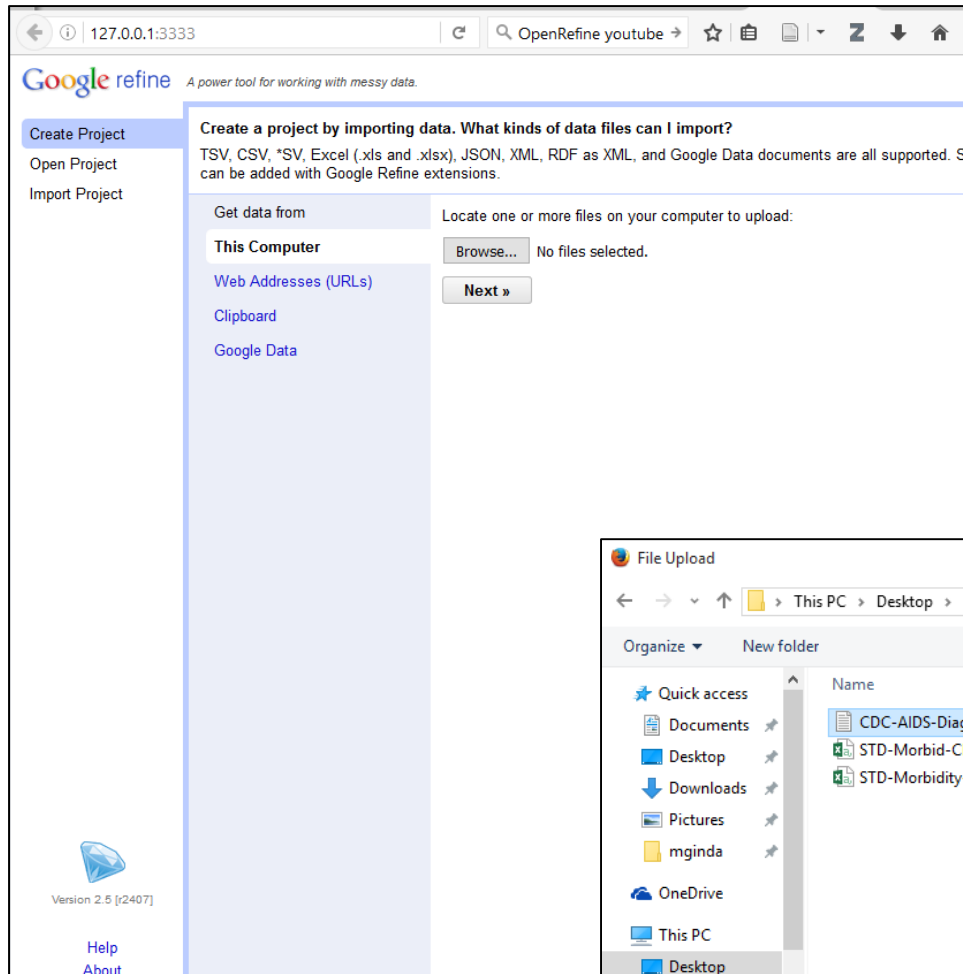 127.0.0.1:3333
OpenRefine youtube
Google refine A power tool for working with messy data.
Create Project
Open Project
Import Project
Create a project by importing data. What kinds of data files can I import?
TSV, CSV, *SV, Excel (.xls and .xlsx), JSON, XML, RDF as XML, and Google Data documents are all supported. S
can be added with Google Refine extensions.
Get data from
This Computer
Web Addresses (URLs)
Clipboard
Google Data
Locate one or more files on your computer to upload:
Browse... No files selected.
Next »
File Upload
This PC > Desktop >
Organize New folder
Quick access
Documents
Desktop
Downloads
Pictures
mginda
OneDrive
This PC
Desktop
Name
CDC-AIDS-Diag
STD-Morbid-C
STD-Morbidity
Version 2.5 [r2407]
Help
About